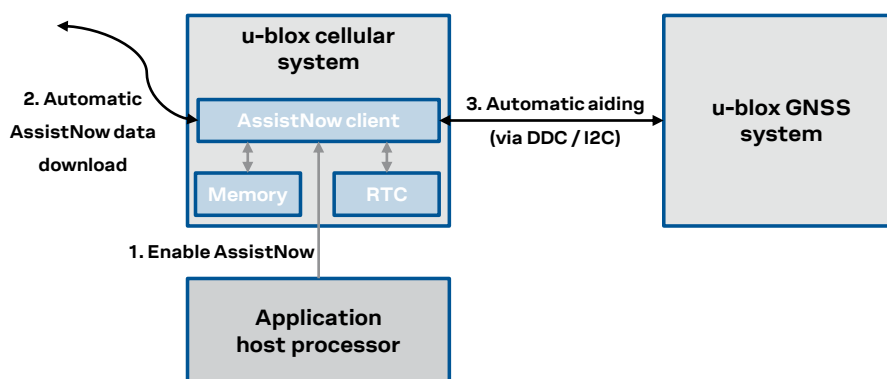 u-blox cellular
system
2. Automatic
AssistNow data
download
AssistNow client
3. Automatic aiding
(via DDC / I2C)
u-blox GNSS
system
Memory
RTC
1. Enable AssistNow
Application
host processor